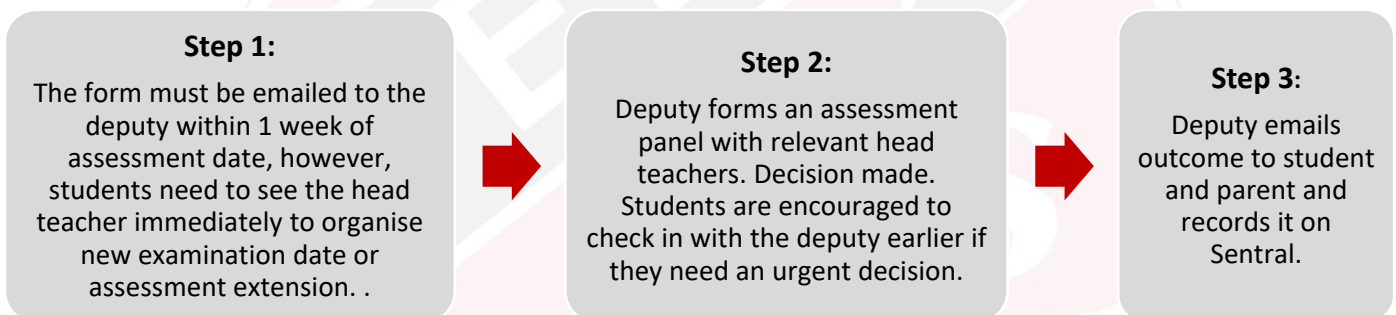 Step 1:
The form must be emailed to the
deputy within 1 week of
assessment date, however,
students need to see the head
teacher immediately to organise
new examination date or
assessment extension. .
Step 2:
Deputy forms an assessment
panel with relevant head
teachers. Decision made.
Students are encouraged to
check in with the deputy earlier if
they need an urgent decision.
Step 3:
Deputy emails
outcome to student
and parent and
records it on
Sentral.